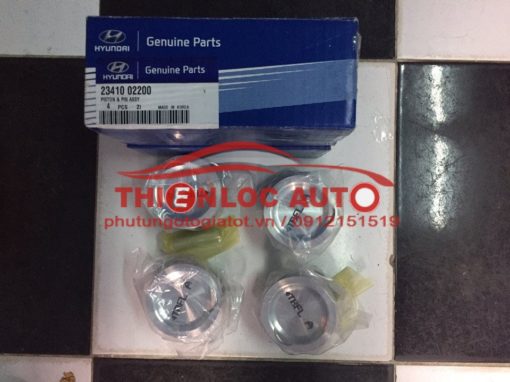 HYUNDAI Genuine Parts
HYUNDAI Genuine Parts
23410 02200
PISTON & PIN ASSY
4 PCS 21 MADE IN KOREA
THIENLOC AUTO
phutungotogiatot.vn / 0912151519